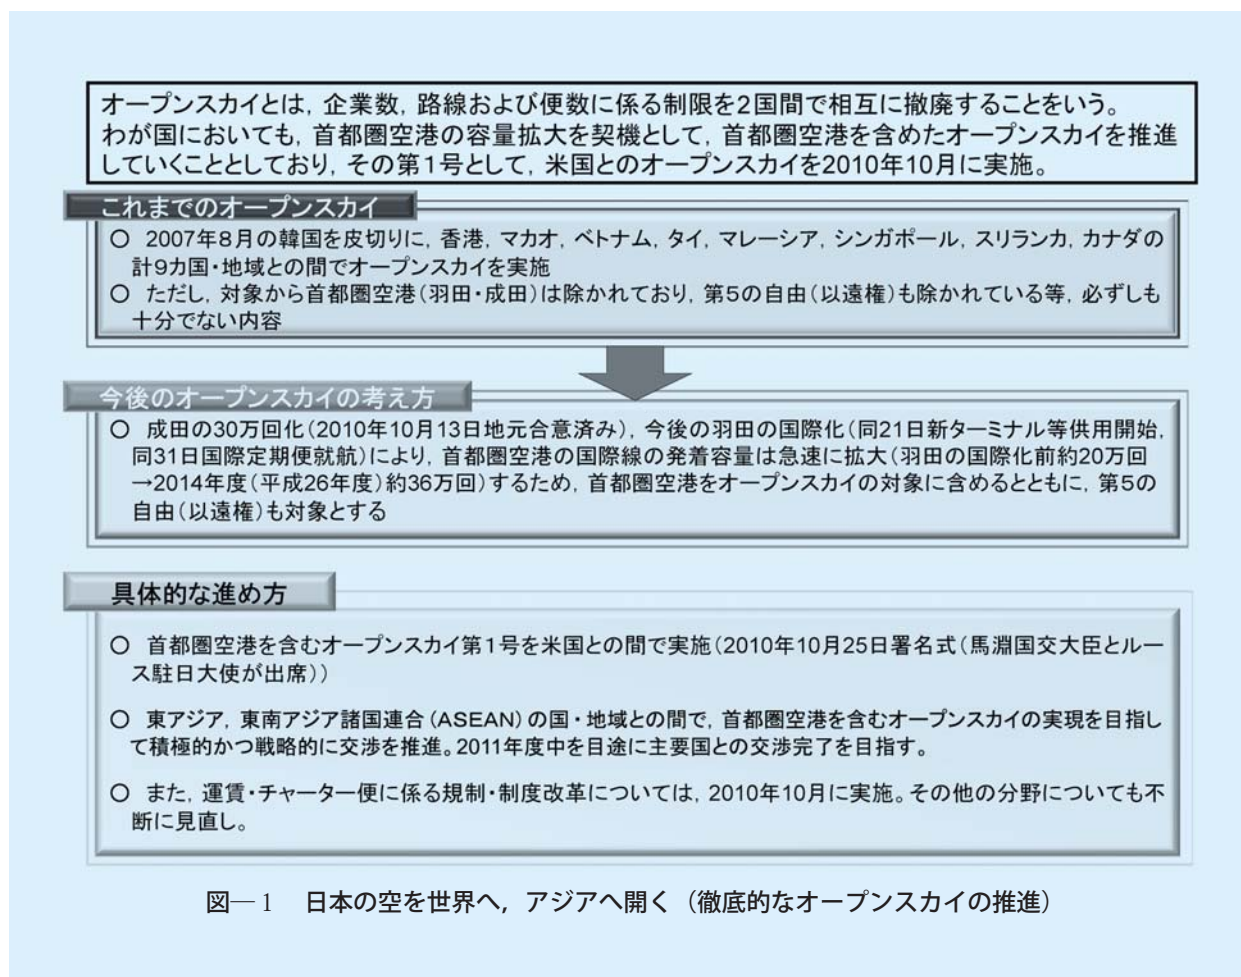 オープンスカイとは，企業数，路線および便数に係る制限を2国間で相互に撤廃することをいう。
わが国においても，首都圏空港の容量拡大を契機として，首都圏空港を含めたオープンスカイを推進
していくこととしており，その第1号として，米国とのオープンスカイを2010年10月に実施。
これまでのオープンスカイ
○ 2007年8月の韓国を皮切りに，香港，マカオ，ベトナム，タイ，マレーシア，シンガポール，スリランカ，カナダの
計9カ国・地域との間でオープンスカイを実施
○ ただし，対象から首都圏空港（羽田・成田）は除かれており，第5の自由（以遠権）も除かれている等，必ずしも
十分でない内容
今後のオープンスカイの考え方
○ 成田の30万回化（2010年10月13日地元合意済み），今後の羽田の国際化（同21日新ターミナル等供用開始，
同31日国際定期便就航）により，首都圏空港の国際線の発着容量は急速に拡大（羽田の国際化前約20万回
→2014年度（平成26年度）約36万回）するため，首都圏空港をオープンスカイの対象に含めるとともに，第5の
自由（以遠権）も対象とする
具体的な進め方
○ 首都圏空港を含むオープンスカイ第1号を米国との間で実施（2010年10月25日署名式（馬淵国交大臣とルー
ス駐日大使が出席））
○ 東アジア，東南アジア諸国連合（ASEAN）の国・地域との間で，首都圏空港を含むオープンスカイの実現を目指し
て積極的かつ戦略的に交渉を推進。2011年度中を目途に主要国との交渉完了を目指す。
○ また，運賃・チャーター便に係る規制・制度改革については，2010年10月に実施。その他の分野についても不
断に見直し。
図―1　日本の空を世界へ，アジアへ開く（徹底的なオープンスカイの推進）